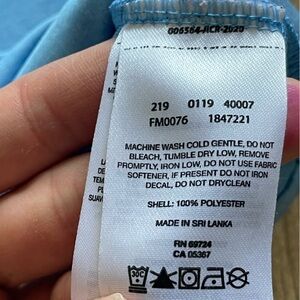 219 0119 40007
FM0076 1847221
MACHINE WASH COLD GENTLE, DO NOT
BLEACH, TUMBLE DRY LOW, REMOVE
PROMPTLY, IRON LOW, DO NOT USE FABRIC
SOFTENER, IF PRESENT DO NOT IRON
DECAL, DO NOT DRYCLEAN
SHELL: 100% POLYESTER
MADE IN SRI LANKA
RN 69724
CA 05367
30°C